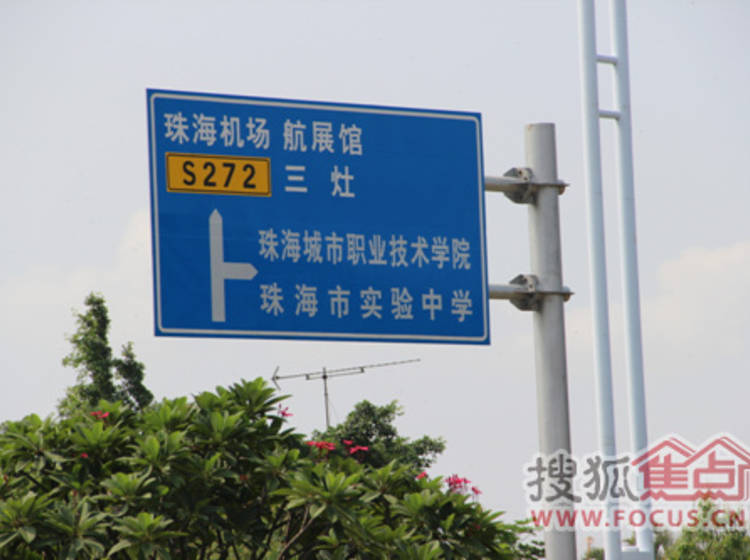 珠海机场 航展馆
S272 三灶
珠海城市职业技术学院
珠海市实验中学
搜狐焦点
WWW.FOCUS.CN